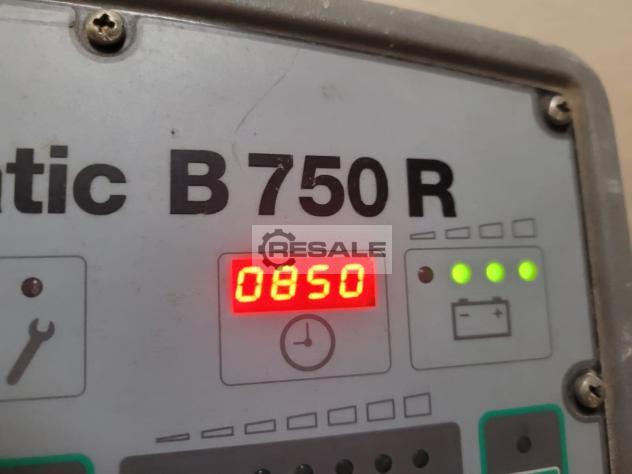 atic B 750 R
RESALE
0850
- +